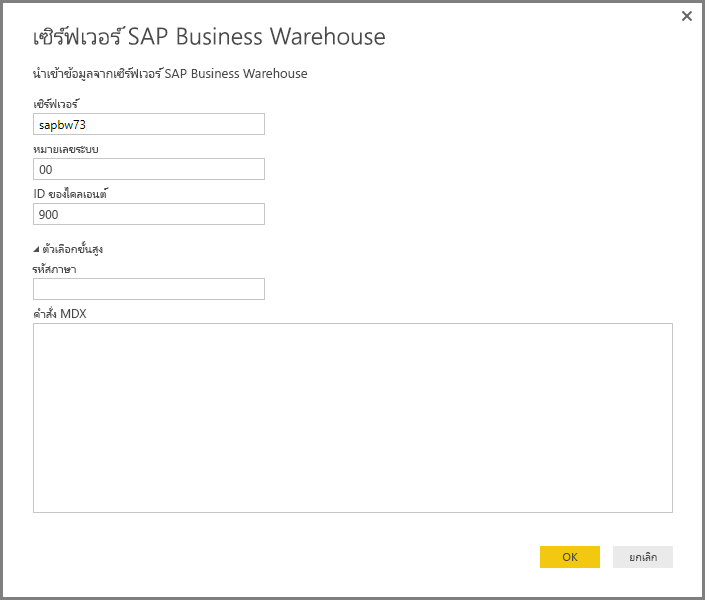 เซิร์ฟเวอร์ SAP Business Warehouse
นำเข้าข้อมูลจากเซิร์ฟเวอร์ SAP Business Warehouse
เซิร์ฟเวอร์
sapbw73
หมายเลขระบบ
00
ID ของไคลเอนต์
900
ตัวเลือกขั้นสูง
รหัสภาษา
คำสั่ง MDX
OK
ยกเลิก